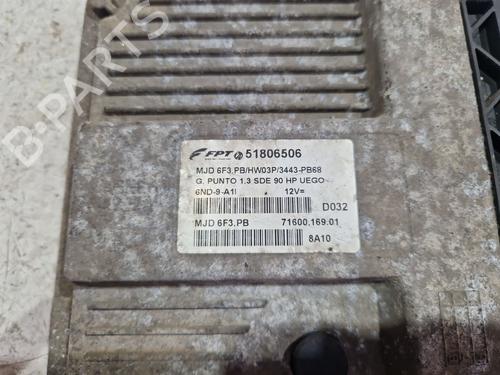 FPT 51806506
MJD 6F3.PB/HW03P/3443-PB68
G. PUNTO 1.3 SDE 90 HP UEGO
6ND-9-A1I 12V=
D032
MJD 6F3.PB 71600.169.01
8A10
B-PARTS